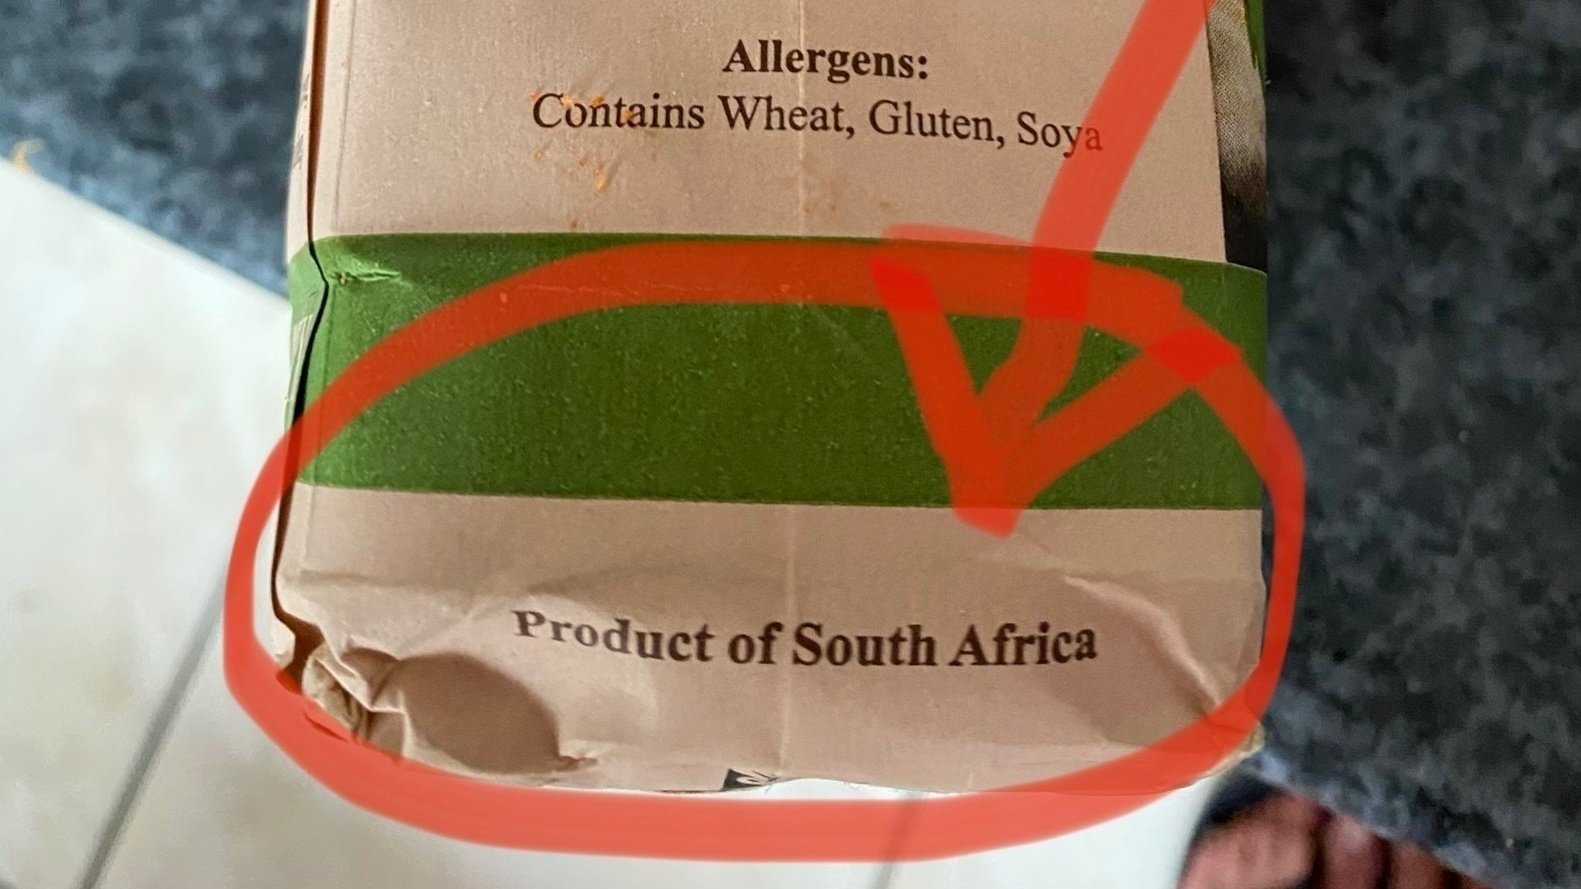 Allergens:
Contains Wheat, Gluten, Soya
Product of South Africa